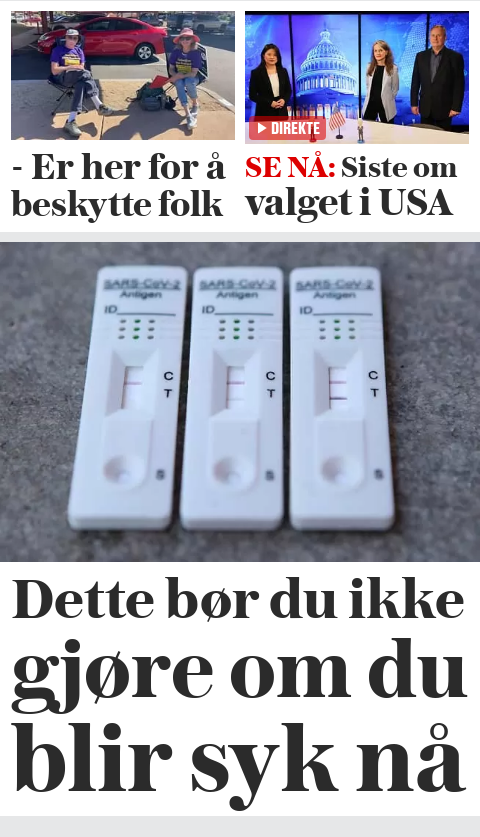 DIREKTE
- Er her for å
beskytte folk
SE NÅ: Siste om
valget i USA
SARS-CoV-2 SARS-CoV-2 SARS-CoV-2
Antigen Antigen Antigen
ID ID ID
C C C
T T T
S S S
Dette bør du ikke
gjøre om du
blir syk nå